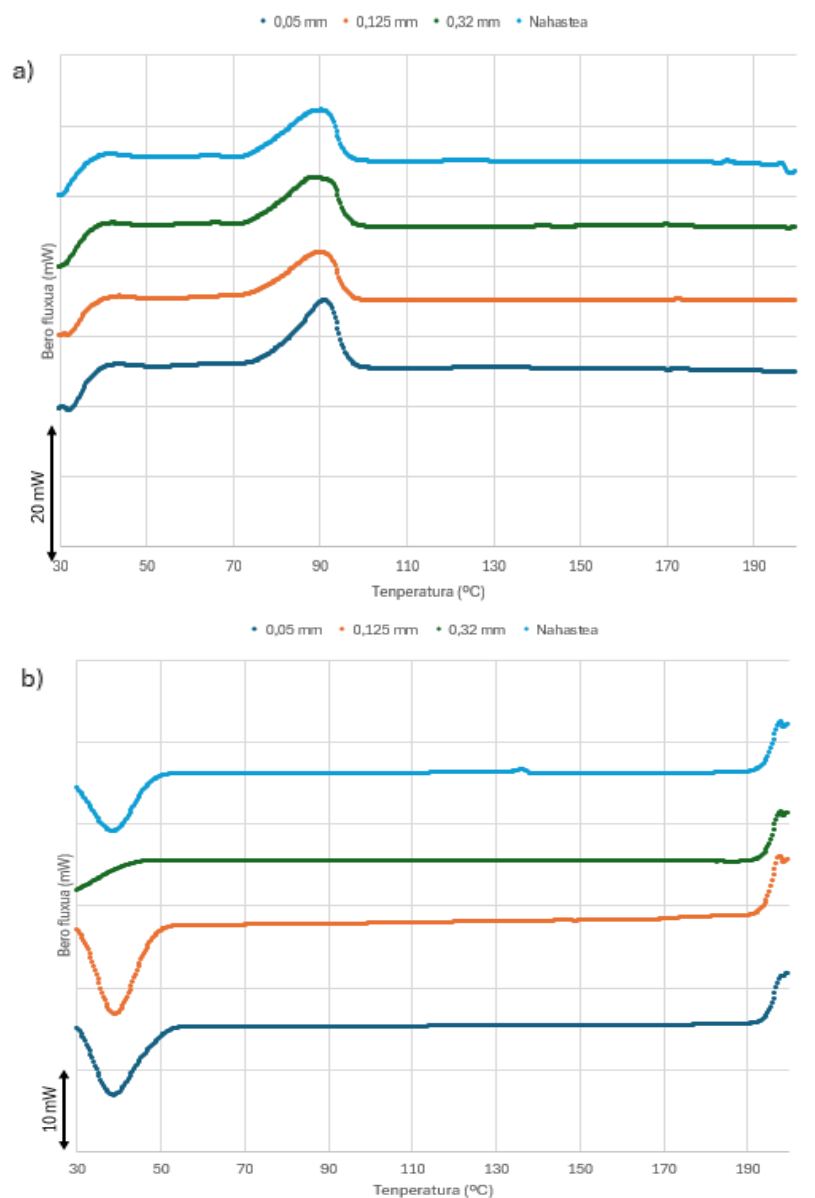 0,05 mm 0,125 mm 0,32 mm Nahastea
a)
Bero fluxua (mW)
20 mW
30 50 70 90 110 130 150 170 190
Tenperatura (ºC)
0,05 mm 0,125 mm 0,32 mm Nahastea
b)
Bero fluxua (mW)
10 mW
30 50 70 90 110 130 150 170 190
Tenperatura (ºC)